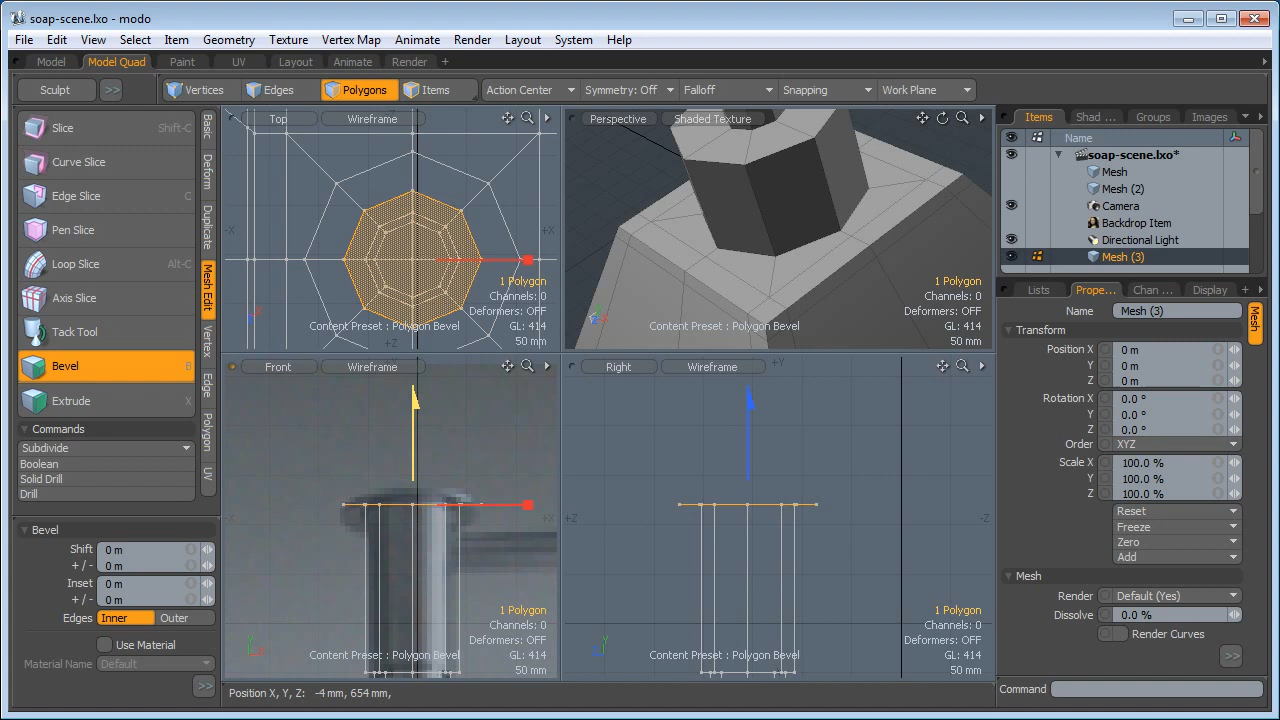 soap-scene.lxo - modo
File Edit View Select Item Geometry Texture Vertex Map Animate Render Layout System Help
Model Model Quad Paint UV Layout Animate Render +
Sculpt >> Vertices Edges Polygons Items Action Center Symmetry: Off Falloff Snapping Work Plane
Slice Shift-C
Curve Slice
Edge Slice C
Pen Slice
Loop Slice Alt-C
Axis Slice
Tack Tool
Bevel B
Extrude X
Commands
Subdivide
Boolean
Solid Drill
Drill
Basic
Deform
Duplicate
Mesh Edit
Vertex
Edge
Polygon
UV
Bevel
Shift 0 m
+ / - 0 m
Inset 0 m
+ / - 0 m
Edges Inner Outer
Use Material
Material Name Default
>>
Top Wireframe
-X +X
1 Polygon
Channels: 0
Deformers: OFF
Content Preset : Polygon Bevel GL: 414
+Z 50 mm
Perspective Shaded Texture
1 Polygon
Channels: 0
Deformers: OFF
Content Preset : Polygon Bevel GL: 414
50 mm
Front Wireframe
-X +X
1 Polygon
Channels: 0
Deformers: OFF
Content Preset : Polygon Bevel GL: 414
50 mm
Right Wireframe +Y
+Z -Z
1 Polygon
Channels: 0
Deformers: OFF
Content Preset : Polygon Bevel GL: 414
50 mm
Position X, Y, Z: -4 mm, 654 mm,
Items Shad ... Groups Images
Name
soap-scene.lxo*
Mesh
Mesh (2)
Camera
Backdrop Item
Directional Light
Mesh (3)
Lists Prope... Chan ... Display +
Name Mesh (3)
Mesh
Transform
Position X 0 m
Y 0 m
Z 0 m
Rotation X 0.0 °
Y 0.0 °
Z 0.0 °
Order XYZ
Scale X 100.0 %
Y 100.0 %
Z 100.0 %
Reset
Freeze
Zero
Add
Mesh
Render Default (Yes)
Dissolve 0.0 %
Render Curves
>>
Command